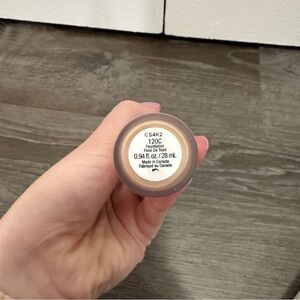 CS4K2
120C
Foundation
Fond De Teint
0.94 fl. oz. / 28 mL
Made in Canada
Fabriqué au Canada